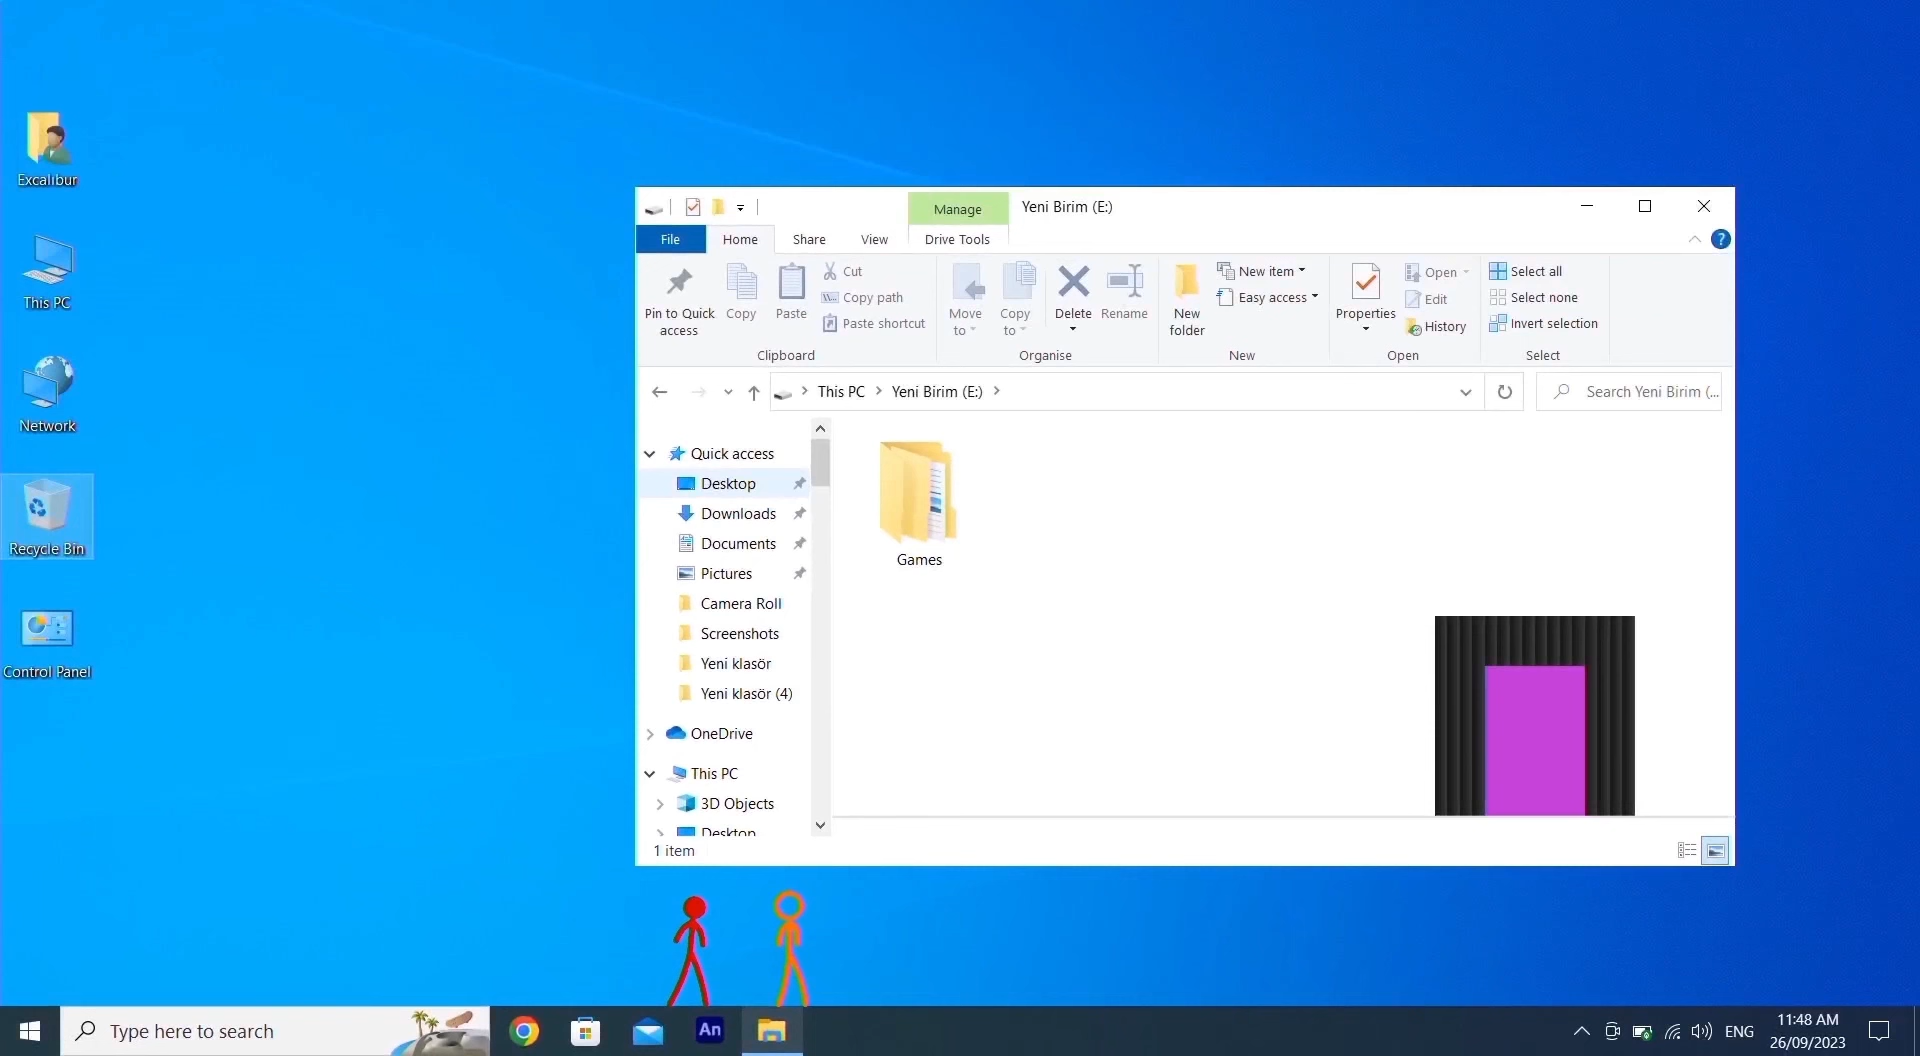 Excalibur
This PC
Network
Recycle Bin
Control Panel
Manage
Yeni Birim (E:)
File
Home
Share
View
Drive Tools
?
Pin to Quick access
Copy
Paste
Cut
Copy path
Paste shortcut
Clipboard
Move to
Copy to
Delete
Rename
Organise
New folder
New item
Easy access
New
Properties
Open
Edit
History
Open
Select all
Select none
Invert selection
Select
This PC
Yeni Birim (E:)
Search Yeni Birim (...
Quick access
Desktop
Downloads
Documents
Pictures
Camera Roll
Screenshots
Yeni klasör
Yeni klasör (4)
OneDrive
This PC
3D Objects
Desktop
Games
1 item
Type here to search
An
ENG
11:48 AM
26/09/2023